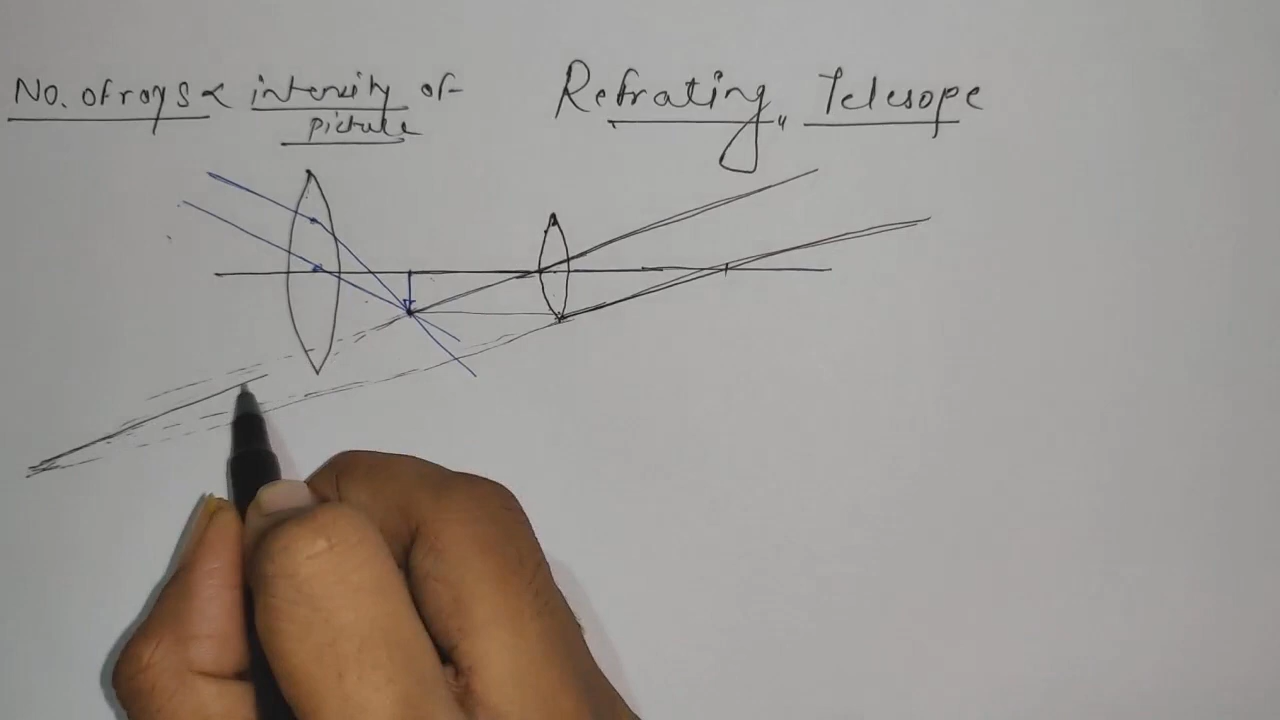 No. of rays ∝ intensity of
picture
Refrating Telesope